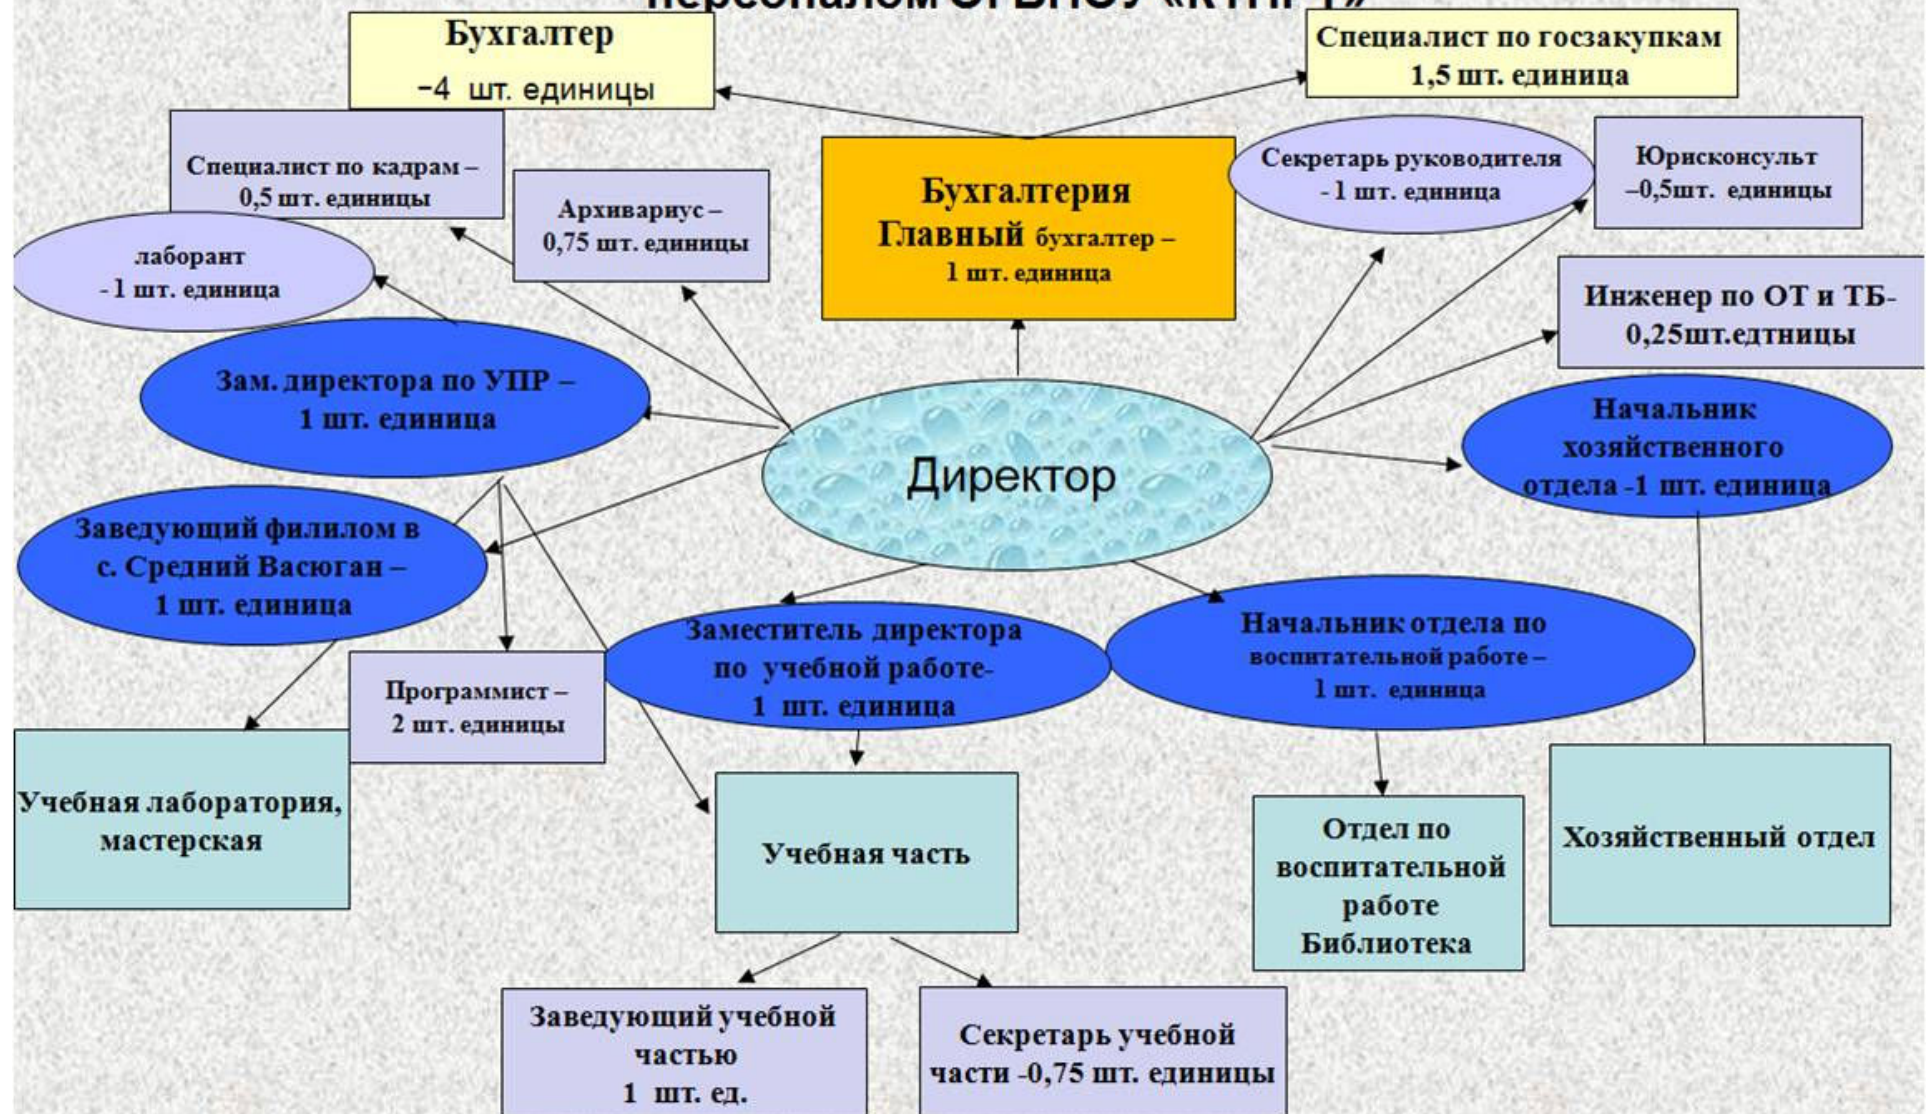 персоналом
Бухгалтер
–4 шт. единицы
Специалист по госзакупкам
1,5 шт. единица
Специалист по кадрам –
0,5 шт. единицы
Архивариус –
0,75 шт. единицы
Бухгалтерия
Главный бухгалтер –
1 шт. единица
Секретарь руководителя
- 1 шт. единица
Юрисконсульт
–0,5шт. единицы
лаборант
- 1 шт. единица
Инженер по ОТ и ТБ-
0,25шт.едтницы
Зам. директора по УПР –
1 шт. единица
Директор
Начальник
хозяйственного
отдела -1 шт. единица
Заведующий филилом в
с. Средний Васюган –
1 шт. единица
Заместитель директора
по учебной работе-
1 шт. единица
Начальник отдела по
воспитательной работе –
1 шт. единица
Программист –
2 шт. единицы
Учебная лаборатория,
мастерская
Учебная часть
Отдел по
воспитательной
работе
Библиотека
Хозяйственный отдел
Заведующий учебной
частью
1 шт. ед.
Секретарь учебной
части -0,75 шт. единицы